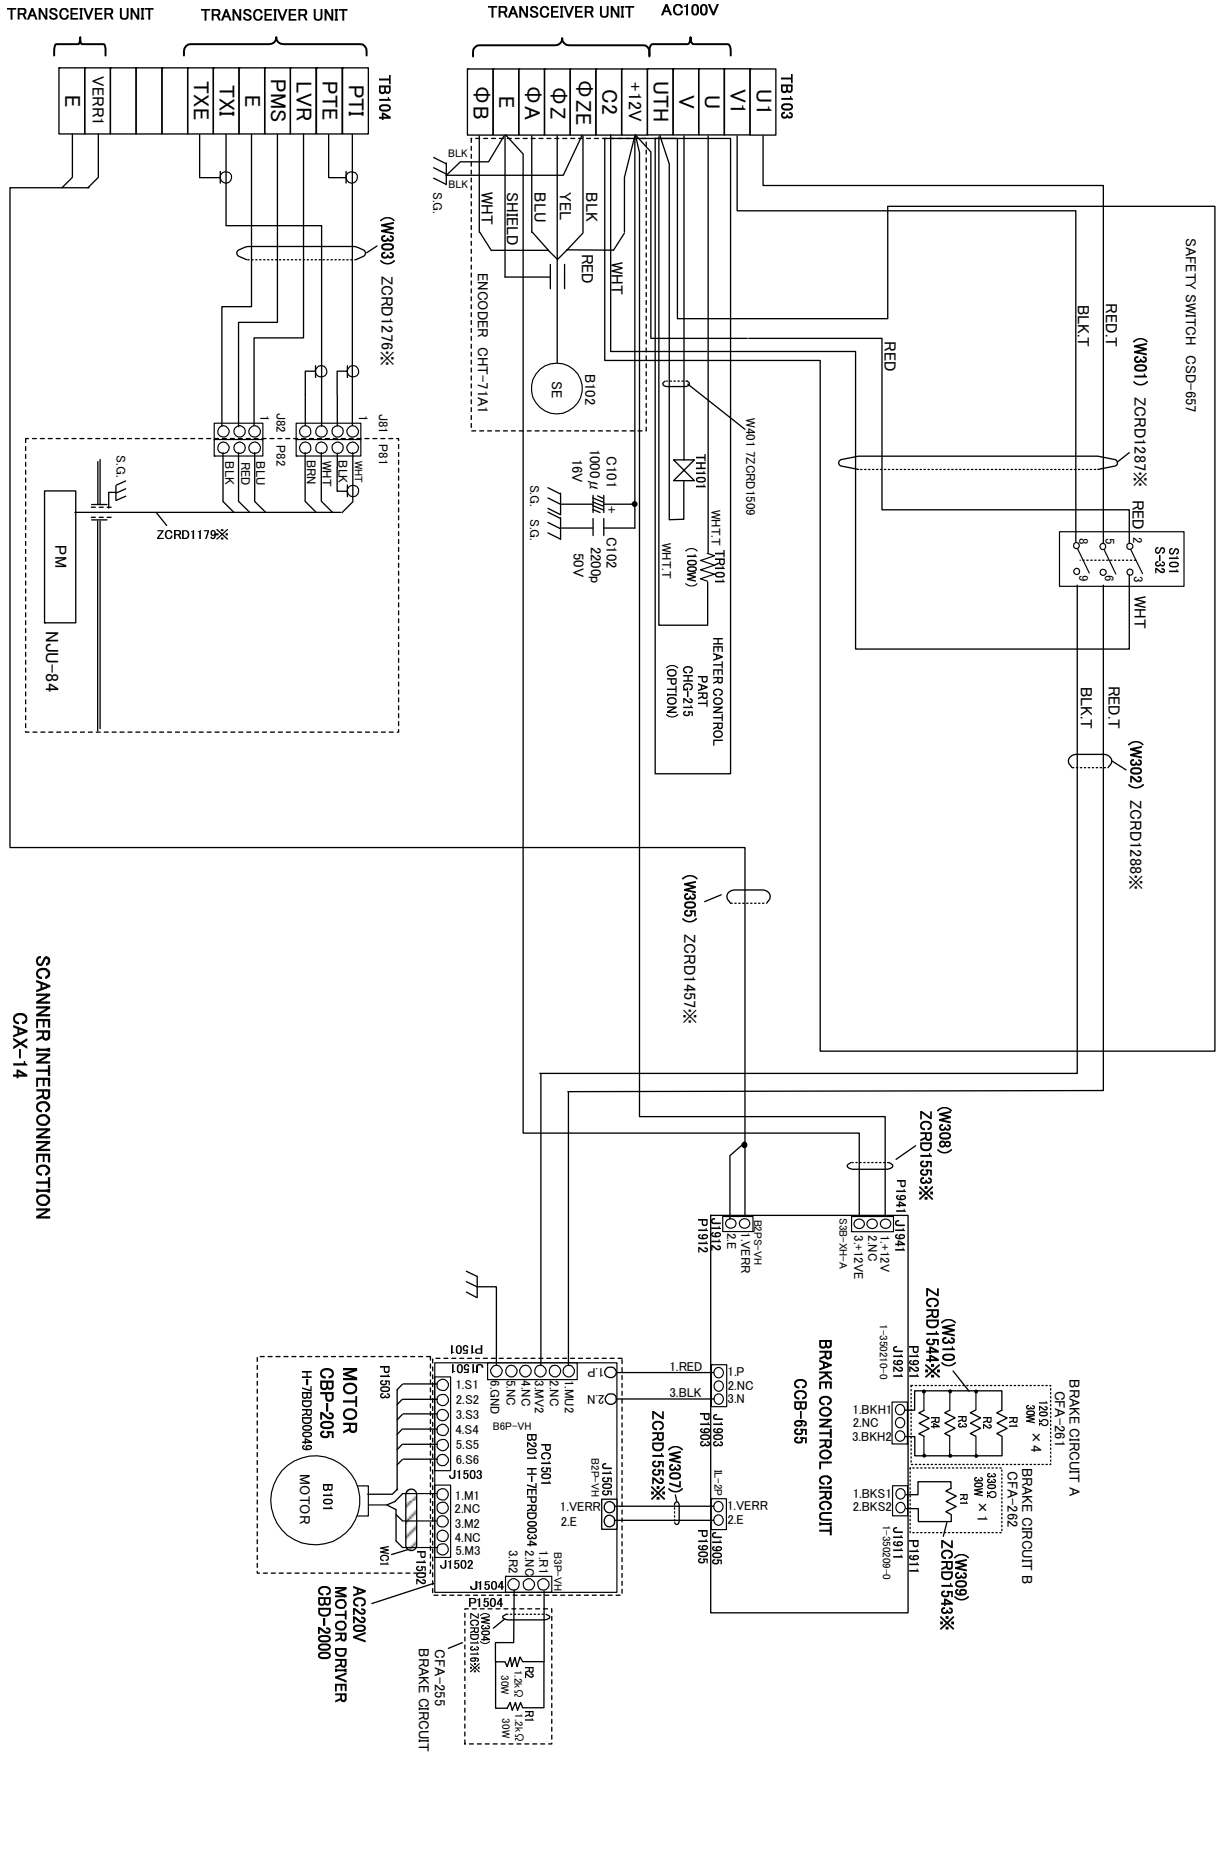 TRANSCEIVER UNIT
TRANSCEIVER UNIT
TRANSCEIVER UNIT
AC100V
E
VERR1
TXE
TXI
E
PMS
LVR
PTE
PTI
TB104
ΦB
E
ΦA
ΦZ
ΦZE
C2
+12V
UTH
V
U
V1
U1
TB103
BLK
BLK
S.G.
WHT
SHIELD
BLU
YEL
BLK
RED
WHT
ENCODER CHT-71A1
SE
B102
(W303) ZCRD1276※
J82
P82
1
J81
P81
1
BLK
RED
BLU
BRN
WHT
BLK
WHT
S.G.
ZCRD1179※
PM
NJU-84
C101
1000μ
16V
+
S.G.
S.G.
C102
2200p
50V
W401 7ZCRD1509
TH101
WHT.T
WHT.T
TR101
(100W)
HEATER CONTROL
PART
CHG-215
(OPTION)
SAFETY SWITCH CSD-657
RED
BLK.T
RED.T
(W301) ZCRD1287※
RED
S101
S-32
8
5
2
9
6
3
WHT
BLK.T
RED.T
(W302) ZCRD1288※
(W305) ZCRD1457※
SCANNER INTERCONNECTION
CAX-14
(W308)
ZCRD1553※
P1941
J1941
1.+12V
2.NC
3.+12VE
S3B-XH-A
B2PS-VH
1.VERR
2.E
J1912
P1912
BRAKE CONTROL CIRCUIT
CCB-655
(W310)
ZCRD1544※
P1921
J1921
1-350210-0
1.BKH1
2.NC
3.BKH2
R4
R3
R2
R1
120Ω
30W ×4
BRAKE CIRCUIT A
CFA-261
1.BKS1
2.BKS2
R1
330Ω
30W ×1
BRAKE CIRCUIT B
CFA-262
P1911
J1911
1-350209-0
(W309)
ZCRD1543※
1.P
2.NC
3.N
J1903
P1903
1.RED
3.BLK
(W307)
ZCRD1552※
IL-2P
1.VERR
2.E
J1905
P1905
P1501
J1501
1.MU2
2.NC
3.MV2
4.NC
5.NC
6.GND
B6P-VH
1.P
2.N
PC1501
B201 H-7EPRD0034
J1505
B2P-VH
1.VERR
2.E
1.S1
2.S2
3.S3
4.S4
5.S5
6.S6
J1503
P1503
1.M1
2.NC
3.M2
4.NC
5.M3
J1502
P1502
WC1
MOTOR
CBP-205
H-7BDRD0049
B101
MOTOR
B3P-VH
1.R1
2.NC
3.R2
J1504
P1504
(W304)
ZCRD1316※
R2
1.2kΩ
30W
R1
1.2kΩ
30W
CFA-255
BRAKE CIRCUIT
AC220V
MOTOR DRIVER
CBD-2000